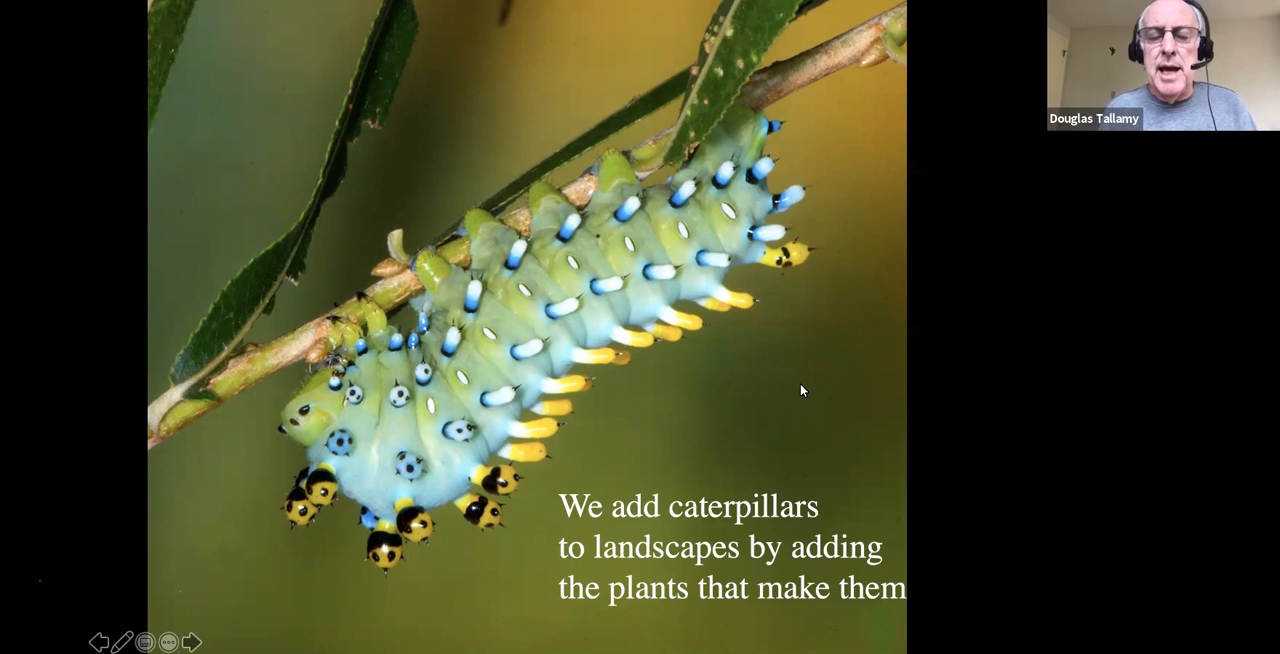 Douglas Tallamy
We add caterpillars
to landscapes by adding
the plants that make them